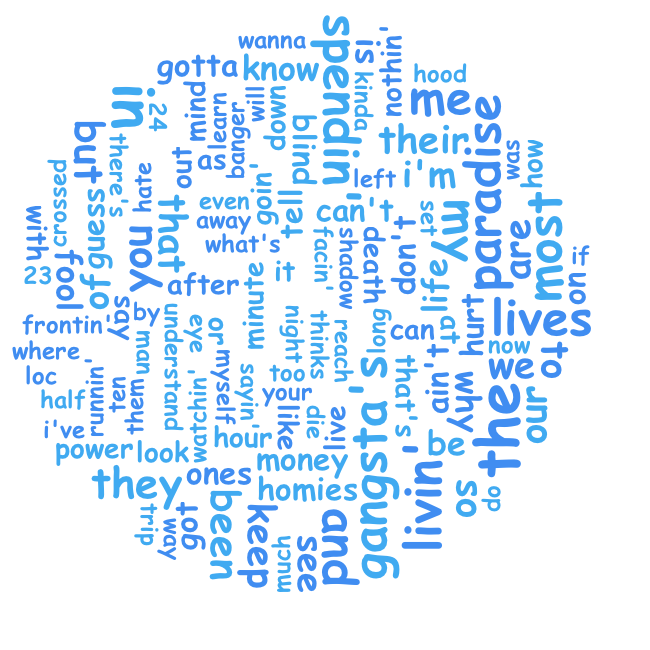 wanna
spendin'
is
nothin'
gotta
know
kinda
hood
in
24
mind
learn
will
down
me
paradise
but
there's
out
as
banger
blind
their
was
how
crossed
guess
hate
left
i'm
that
even
goin'
tell
can't
set
my
are
most
with
of
you
away
what's
facin'
shadow
death
don't
life
if
23
fool
after
minute
it
on
say
by
hurt
lives
frontin'
man
understand
eye
or
night
thinks
reach
long
can
at
now
where
runnin'
ten
them
watchin'
myself
sayin'
too
your
that's
ain't
why
we
to
loc
half
i've
like
die
evil
gangsta's
the
our
power
look
hour
money
be
they
ones
homies
livin'
so
do
trip
way
got
been
keep
much
see
and